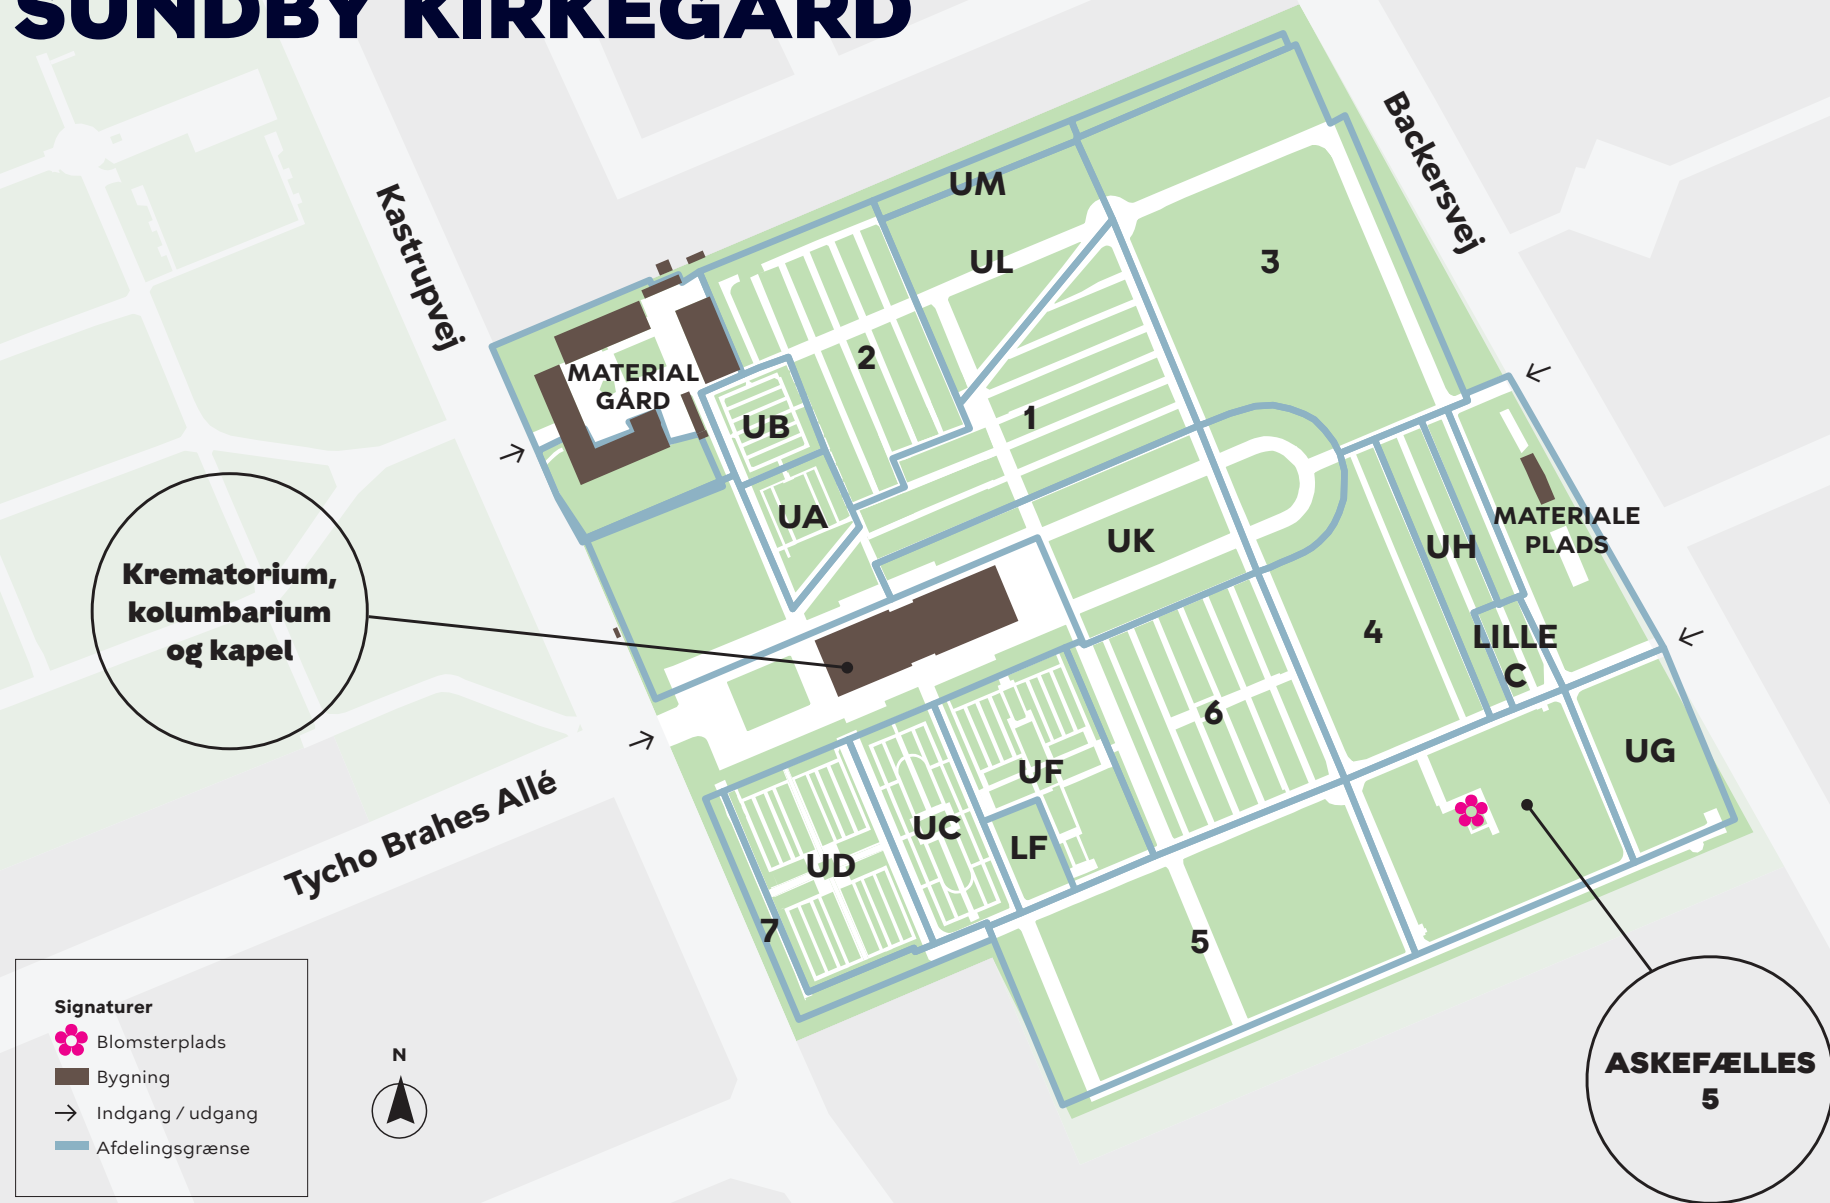 SUNDBY KIRKEGÅRD
Kastrupvej
Backersvej
UM
UL
3
MATERIAL
GÅRD
2
1
UB
UA
UK
UH
MATERIALE
PLADS
Krematorium,
kolumbarium
og kapel
4
LILLE
C
6
UG
UF
UC
LF
UD
7
5
Tycho Brahes Allé
ASKEFÆLLES
5
Signaturer
Blomsterplads
Bygning
Indgang / udgang
Afdelingsgrænse
N